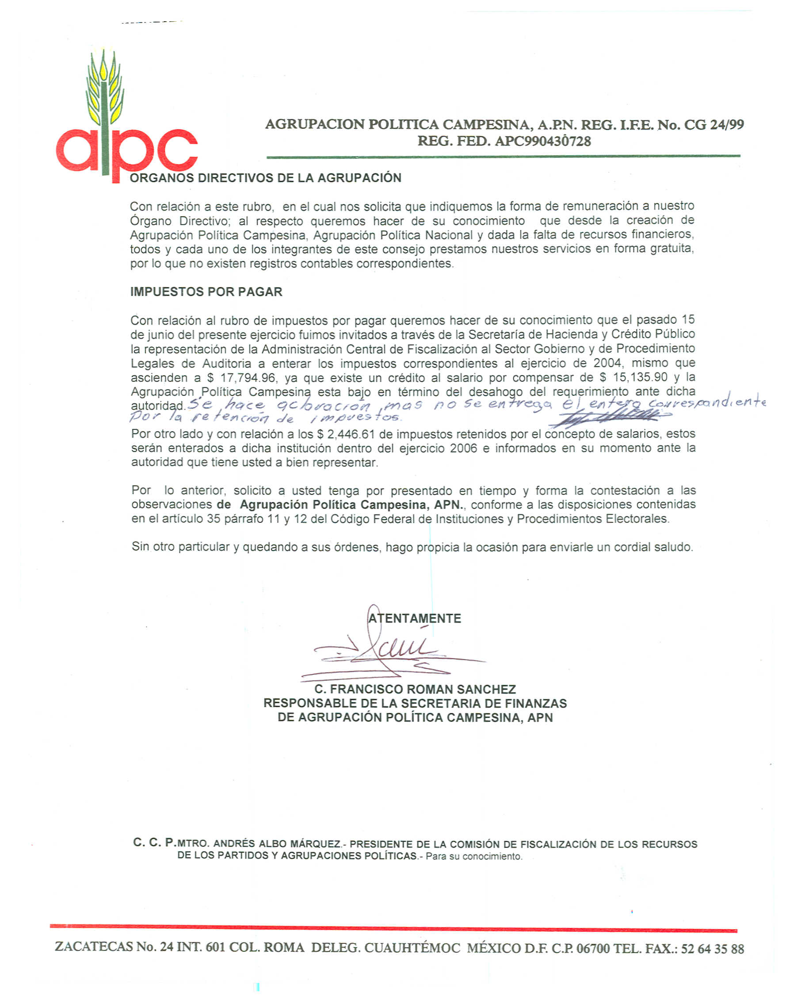 apc
AGRUPACION POLITICA CAMPESINA, A.P.N. REG. I.F.E. No. CG 24/99
REG. FED. APC990430728
ORGANOS DIRECTIVOS DE LA AGRUPACIÓN
Con relación a este rubro, en el cual nos solicita que indiquemos la forma de remuneración a nuestro
Órgano Directivo; al respecto queremos hacer de su conocimiento que desde la creación de
Agrupación Política Campesina, Agrupación Política Nacional y dada la falta de recursos financieros,
todos y cada uno de los integrantes de este consejo prestamos nuestros servicios en forma gratuita,
por lo que no existen registros contables correspondientes.
IMPUESTOS POR PAGAR
Con relación al rubro de impuestos por pagar queremos hacer de su conocimiento que el pasado 15
de junio del presente ejercicio fuimos invitados a través de la Secretaría de Hacienda y Crédito Público
la representación de la Administración Central de Fiscalización al Sector Gobierno y de Procedimiento
Legales de Auditoria a enterar los impuestos correspondientes al ejercicio de 2004, mismo que
ascienden a $ 17,794.96, ya que existe un crédito al salario por compensar de $ 15,135.90 y la
Agrupación Política Campesina esta bajo en término del desahogo del requerimiento ante dicha
autoridad. Se hace aclaración, mas no se entrega el entero correspondiente
por la retención de impuestos.
Por otro lado y con relación a los $ 2,446.61 de impuestos retenidos por el concepto de salarios, estos
serán enterados a dicha institución dentro del ejercicio 2006 e informados en su momento ante la
autoridad que tiene usted a bien representar.
Por lo anterior, solicito a usted tenga por presentado en tiempo y forma la contestación a las
observaciones de Agrupación Política Campesina, APN., conforme a las disposiciones contenidas
en el artículo 35 párrafo 11 y 12 del Código Federal de Instituciones y Procedimientos Electorales.
Sin otro particular y quedando a sus órdenes, hago propicia la ocasión para enviarle un cordial saludo.
ATENTAMENTE
C. FRANCISCO ROMAN SANCHEZ
RESPONSABLE DE LA SECRETARIA DE FINANZAS
DE AGRUPACIÓN POLÍTICA CAMPESINA, APN
C. C. P.MTRO. ANDRÉS ALBO MÁRQUEZ.- PRESIDENTE DE LA COMISIÓN DE FISCALIZACIÓN DE LOS RECURSOS
DE LOS PARTIDOS Y AGRUPACIONES POLÍTICAS.- Para su conocimiento.
ZACATECAS No. 24 INT. 601 COL. ROMA DELEG. CUAUHTÉMOC MÉXICO D.F. C.P. 06700 TEL. FAX.: 52 64 35 88